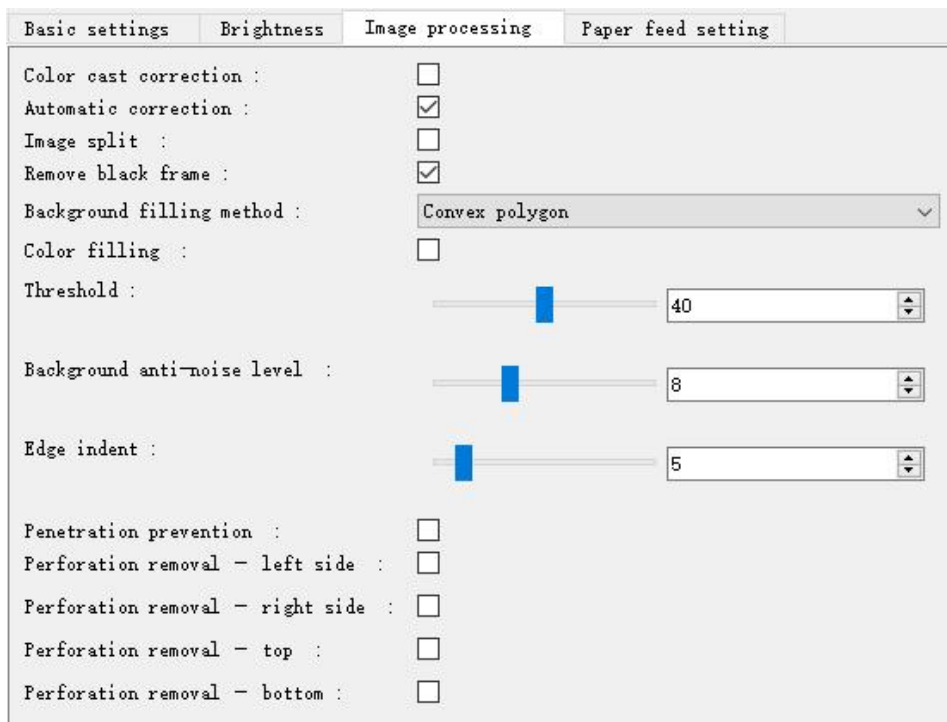 Basic settings Brightness Image processing Paper feed setting
Color cast correction :
Automatic correction :
Image split :
Remove black frame :
Background filling method : Convex polygon
Color filling :
Threshold : 40
Background anti-noise level : 8
Edge indent : 5
Penetration prevention :
Perforation removal — left side :
Perforation removal — right side :
Perforation removal — top :
Perforation removal — bottom :